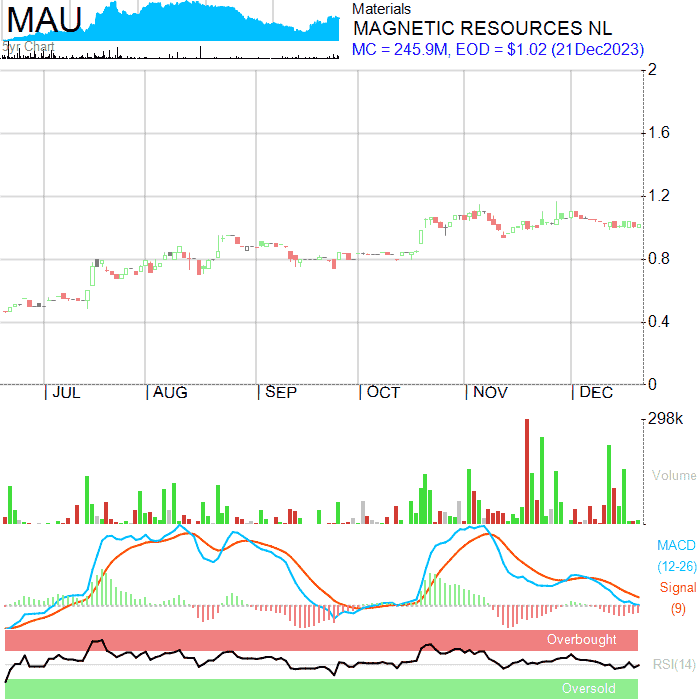 MAU
5yr Chart
Materials
MAGNETIC RESOURCES NL
MC = 245.9M, EOD = $1.02 (21Dec2023)
2
1.6
1.2
0.8
0.4
0
JUL AUG SEP OCT NOV DEC
298k
Volume
MACD
(12-26)
Signal
(9)
Overbought
RSI(14)
Oversold